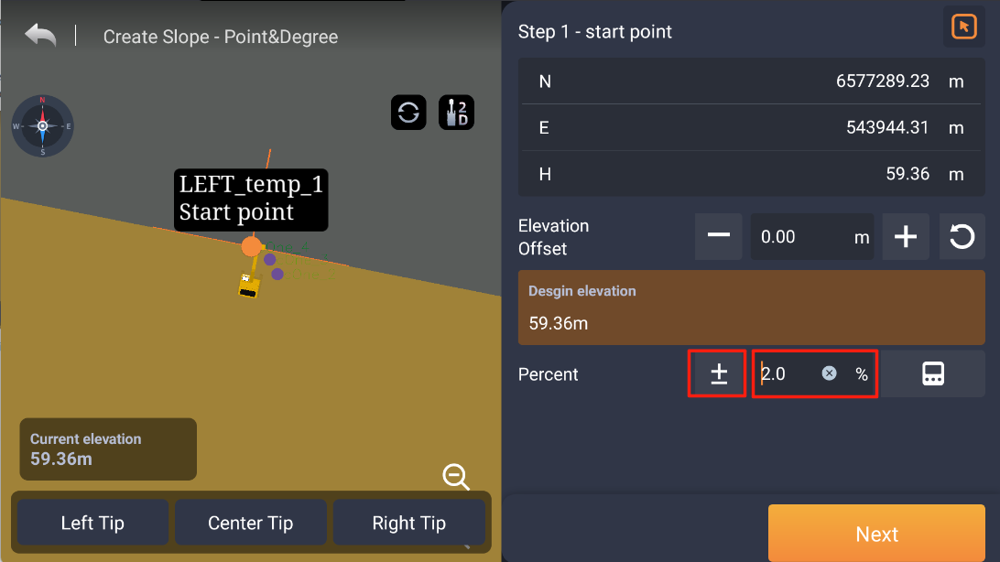 Create Slope - Point&Degree
N
W
E
S
2
D
LEFT_temp_1
Start point
Current elevation
59.36m
Left Tip
Center Tip
Right Tip
Step 1 - start point
N 6577289.23 m
E 543944.31 m
H 59.36 m
Elevation
Offset
0.00 m
Desgin elevation
59.36m
Percent
2.0 %
Next